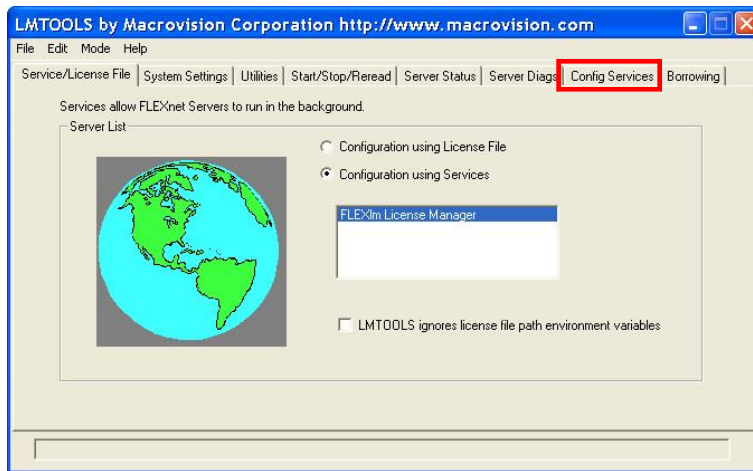 LMTOOLS by Macrovision Corporation http://www.macrovision.com
File Edit Mode Help
Service/License File System Settings Utilities Start/Stop/Reread Server Status Server Diags Config Services Borrowing
Services allow FLEXnet Servers to run in the background.
Server List
Configuration using License File
Configuration using Services
FLEXlm License Manager
LMTOOLS ignores license file path environment variables